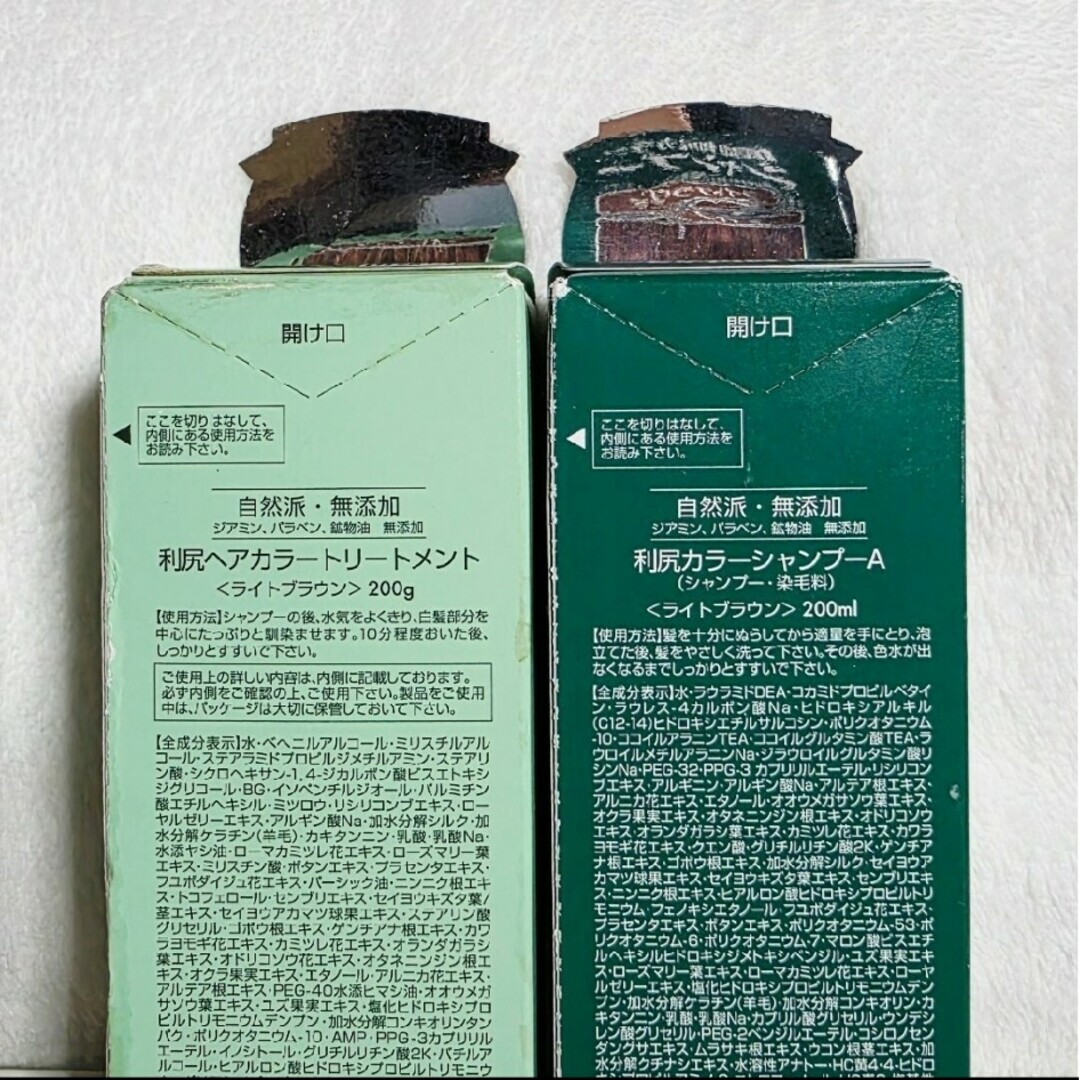 開け口
ここを切りはなして、
内側にある使用方法を
お読み下さい。
自然派・無添加
ジアミン、パラベン、鉱物油 無添加
利尻ヘアカラートリートメント
<ライトブラウン> 200g
【使用方法】シャンプーの後、水気をよくきり、白髪部分を
中心にたっぷりと馴染ませます。10分程度おいた後、
しっかりとすすいで下さい。
ご使用上の詳しい内容は、内側に記載しております。
必ず内側をご確認の上、ご使用下さい。製品をご使用
中は、パッケージは大切に保管しておいて下さい。
【全成分表示】水・ベヘニルアルコール・ミリスチルアル
コール・ステアラミドプロピルジメチルアミン・ステアリ
ン酸・シクロヘキサン-1,4-ジカルボン酸ビスエトキシ
ジグリコール・BG・イソペンチルジオール・パルミチン
酸エチルヘキシル・ミツロウ・リシリコンブエキス・ロー
ヤルゼリーエキス・アルギン酸Na・加水分解シルク・加
水分解ケラチン(羊毛)・カキタンニン・乳酸・乳酸Na・
水添ヤシ油・ローマカミツレ花エキス・ローズマリー葉
エキス・ミリスチン酸・ボタンエキス・プラセンタエキス・
フユボダイジュ花エキス・パーシック油・ニンニク根エキ
ス・トコフェロール・センブリエキス・セイヨウキズタ葉/
茎エキス・セイヨウアカマツ球果エキス・ステアリン酸
グリセリル・ゴボウ根エキス・ゲンチアナ根エキス・カワ
ラヨモギ花エキス・カミツレ花エキス・オランダガラシ
葉エキス・オドリコソウ花エキス・オタネニンジン根エ
キス・オクラ果実エキス・エタノール・アルニカ花エキス・
アルテア根エキス・PEG-40水添ヒマシ油・オオウメガ
サソウ葉エキス・ユズ果実エキス・塩化ヒドロキシプロ
ピルトリモニウムデンプン・加水分解コンキオリンタン
パク・ポリクオタニウム-10・AMP・PPG-3カプリリル
エーテル・イノシトール・グリチルリチン酸2K・バチルア
ルコール・ヒアルロン酸ヒドロキシプロピルトリモニウ
開け口
ここを切りはなして、
内側にある使用方法を
お読み下さい。
自然派・無添加
ジアミン、パラベン、鉱物油 無添加
利尻カラーシャンプーA
(シャンプー・染毛料)
<ライトブラウン> 200ml
【使用方法】髪を十分にぬらしてから適量を手にとり、泡
立てた後、髪をやさしく洗って下さい。その後、色水が出
なくなるまでしっかりとすすいで下さい。
【全成分表示】水・ラウラミドDEA・コカミドプロピルベタイ
ン・ラウレス-4カルボン酸Na・ヒドロキシアルキル
(C12-14)ヒドロキシエチルサルコシン・ポリクオタニウム
-10・ココイルアラニンTEA・ココイルグルタミン酸TEA・ラ
ウロイルメチルアラニンNa・ジラウロイルグルタミン酸リ
シンNa・PEG-32・PPG-3 カプリリルエーテル・リシリコン
ブエキス・アルギニン・アルギン酸Na・アルテア根エキス・
アルニカ花エキス・エタノール・オオウメガサソウ葉エキス・
オクラ果実エキス・オタネニンジン根エキス・オドリコソウ
エキス・オランダガラシ葉エキス・カミツレ花エキス・カワラ
ヨモギ花エキス・クエン酸・グリチルリチン酸2K・ゲンチア
ナ根エキス・ゴボウ根エキス・加水分解シルク・セイヨウア
カマツ球果エキス・セイヨウキズタ葉エキス・センブリエキ
ス・ニンニク根エキス・ヒアルロン酸ヒドロキシプロピルトリ
モニウム・フェノキシエタノール・フユボダイジュ花エキス・
プラセンタエキス・ボタンエキス・ポリクオタニウム-53・ポ
リクオタニウム-6・ポリクオタニウム-7・マロン酸ビスエチ
ルヘキシルヒドロキシジメトキシベンジル・ユズ果実エキ
ス・ローズマリー葉エキス・ローマカミツレ花エキス・ローヤ
ルゼリーエキス・塩化ヒドロキシプロピルトリモニウムデン
プン・加水分解ケラチン(羊毛)・加水分解コンキオリン・カ
キタンニン・乳酸・乳酸Na・カプリル酸グリセリル・ウンデシ
レン酸グリセリル・PEG-2ベンジルエーテル・コシロノセン
ダングサエキス・ムラサキ根エキス・ウコン根茎エキス・加
水分解クチナシエキス・水溶性アナトー・HC黄4・4-ヒドロ